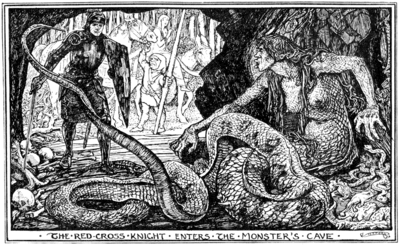 · THE · RED · CROSS · KNIGHT · ENTERS · THE · MONSTER'S · CAVE ·